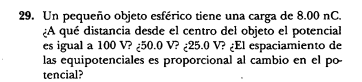 29. Un pequeño objeto esférico tiene una carga de 8.00 nC.
¿A qué distancia desde el centro del objeto el potencial
es igual a 100 V? ¿50.0 V? ¿25.0 V? ¿El espaciamiento de
las equipotenciales es proporcional al cambio en el po-
tencial?